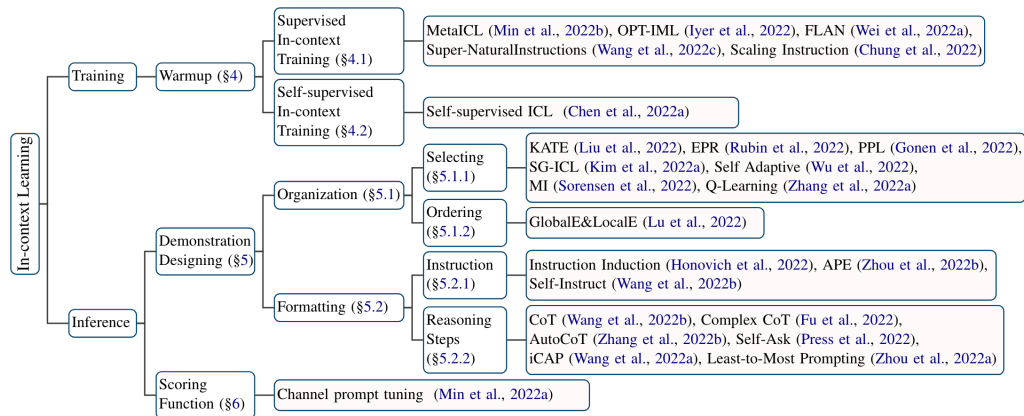 In-context Learning
Training
Warmup (§4)
Supervised
In-context
Training (§4.1)
MetaICL (Min et al., 2022b), OPT-IML (Iyer et al., 2022), FLAN (Wei et al., 2022a),
Super-NaturalInstructions (Wang et al., 2022c), Scaling Instruction (Chung et al., 2022)
Self-supervised
In-context
Training (§4.2)
Self-supervised ICL (Chen et al., 2022a)
Inference
Demonstration
Designing (§5)
Organization (§5.1)
Selecting
(§5.1.1)
KATE (Liu et al., 2022), EPR (Rubin et al., 2022), PPL (Gonen et al., 2022),
SG-ICL (Kim et al., 2022a), Self Adaptive (Wu et al., 2022),
MI (Sorensen et al., 2022), Q-Learning (Zhang et al., 2022a)
Ordering
(§5.1.2)
GlobalE&LocalE (Lu et al., 2022)
Formatting (§5.2)
Instruction
(§5.2.1)
Instruction Induction (Honovich et al., 2022), APE (Zhou et al., 2022b),
Self-Instruct (Wang et al., 2022b)
Reasoning
Steps
(§5.2.2)
CoT (Wang et al., 2022b), Complex CoT (Fu et al., 2022),
AutoCoT (Zhang et al., 2022b), Self-Ask (Press et al., 2022),
iCAP (Wang et al., 2022a), Least-to-Most Prompting (Zhou et al., 2022a)
Scoring
Function (§6)
Channel prompt tuning (Min et al., 2022a)